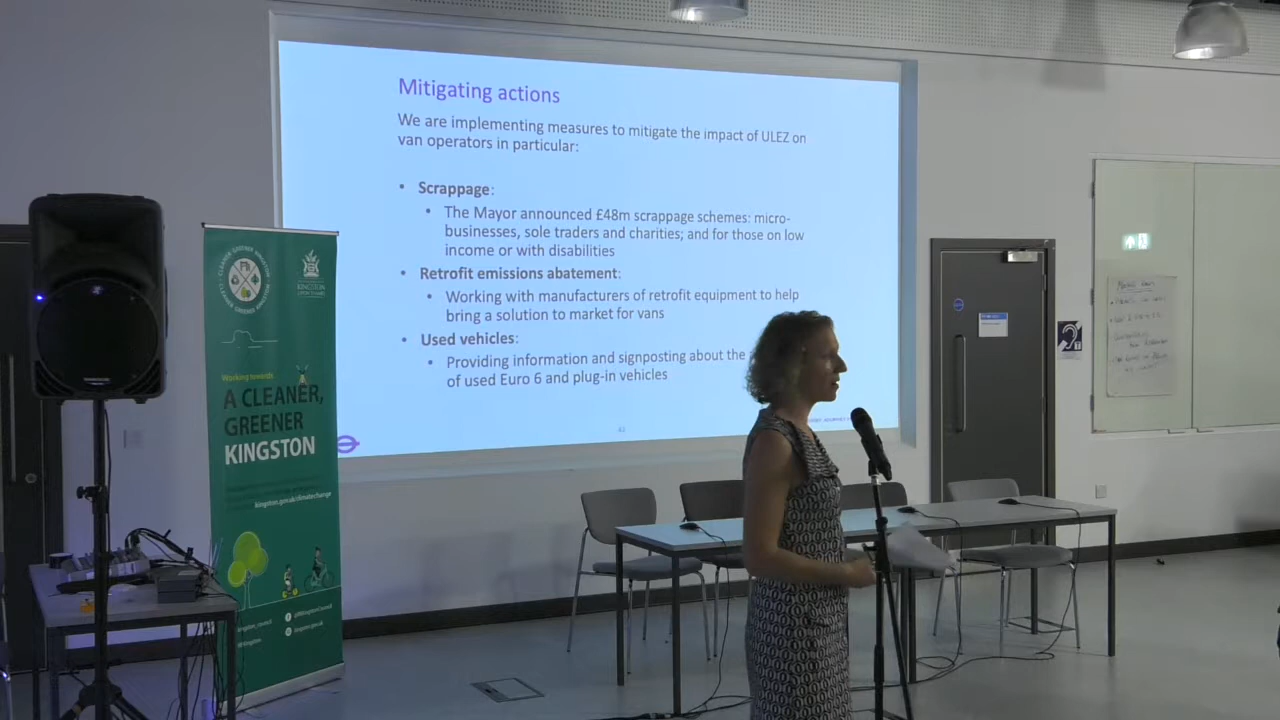 Mitigating actions
We are implementing measures to mitigate the impact of ULEZ on
van operators in particular:
• Scrappage:
• The Mayor announced £48m scrappage schemes: micro-
businesses, sole traders and charities; and for those on low
income or with disabilities
• Retrofit emissions abatement:
• Working with manufacturers of retrofit equipment to help
bring a solution to market for vans
• Used vehicles:
• Providing information and signposting about the
of used Euro 6 and plug-in vehicles
KINGSTON
UPON THAMES
Working towards
A CLEANER,
GREENER
KINGSTON
kingston.gov.uk/climatechange